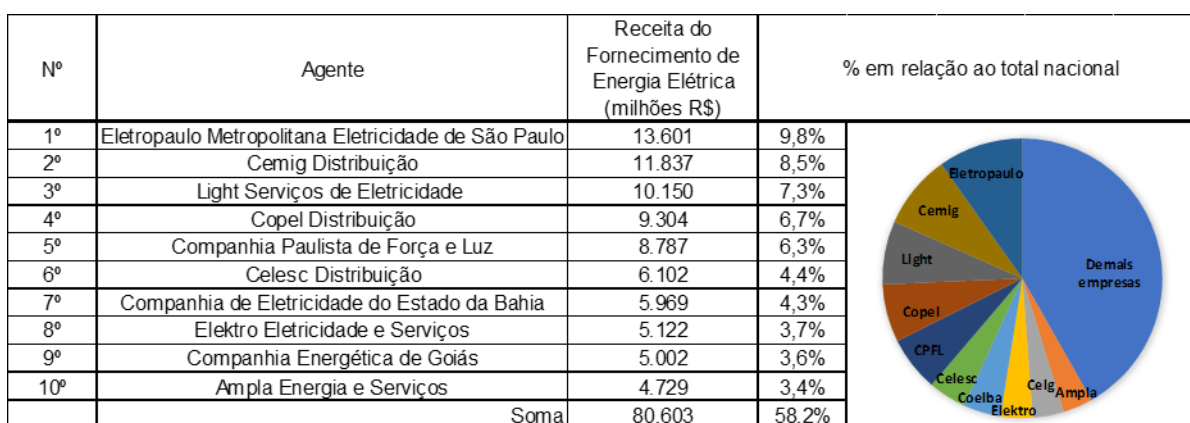 Nº Agente Receita do Fornecimento de Energia Elétrica (milhões R$) % em relação ao total nacional
1º Eletropaulo Metropolitana Eletricidade de São Paulo 13.601 9,8%
2º Cemig Distribuição 11.837 8,5%
3º Light Serviços de Eletricidade 10.150 7,3%
4º Copel Distribuição 9.304 6,7%
5º Companhia Paulista de Força e Luz 8.787 6,3%
6º Celesc Distribuição 6.102 4,4%
7º Companhia de Eletricidade do Estado da Bahia 5.969 4,3%
8º Elektro Eletricidade e Serviços 5.122 3,7%
9º Companhia Energética de Goiás 5.002 3,6%
10º Ampla Energia e Serviços 4.729 3,4%
Soma 80.603 58,2%
Eletropaulo
Cemig
Light
Copel
CPFL
Celesc
Coelba
Elektro
Celg
Ampla
Demais
empresas